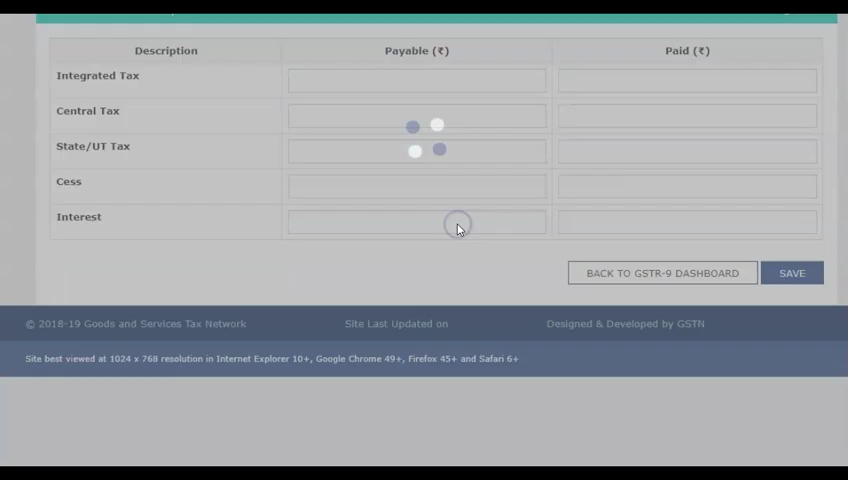 Description Payable (₹) Paid (₹)
Integrated Tax
Central Tax
State/UT Tax
Cess
Interest
BACK TO GSTR-9 DASHBOARD SAVE
© 2018-19 Goods and Services Tax Network Site Last Updated on Designed & Developed by GSTN
Site best viewed at 1024 x 768 resolution in Internet Explorer 10+, Google Chrome 49+, Firefox 45+ and Safari 6+